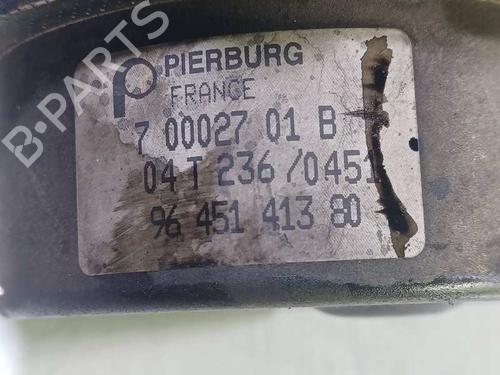 B-PARTS
PIERBURG
FRANCE
7 00027 01 B
04 T 236 / 0451
96 451 413 80